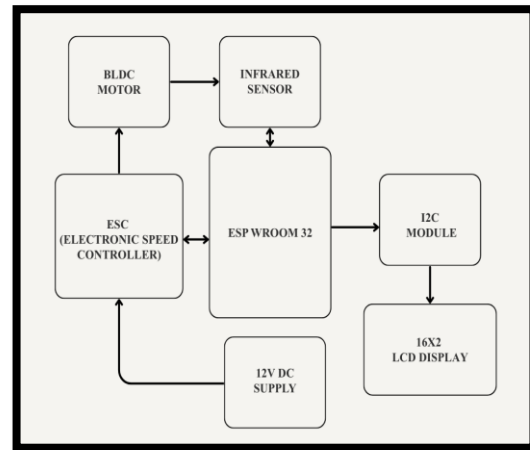 BLDC
MOTOR
INFRARED
SENSOR
ESC
(ELECTRONIC SPEED
CONTROLLER)
ESP WROOM 32
I2C
MODULE
16X2
LCD DISPLAY
12V DC
SUPPLY